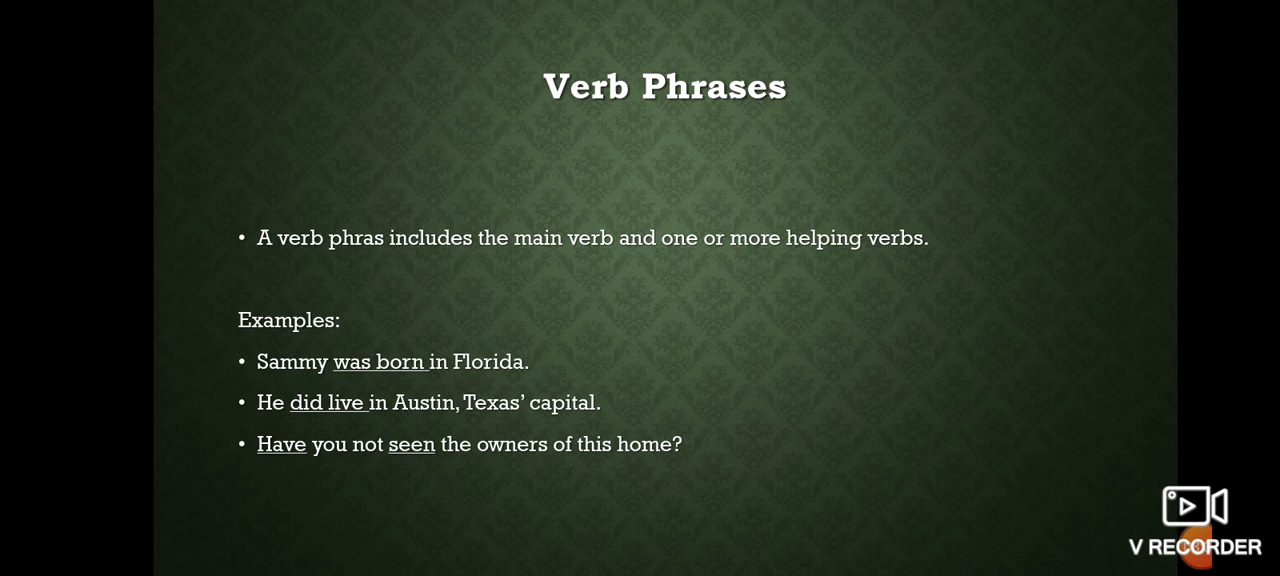 Verb Phrases
• A verb phras includes the main verb and one or more helping verbs.
Examples:
• Sammy was born in Florida.
• He did live in Austin, Texas’ capital.
• Have you not seen the owners of this home?
V RECORDER